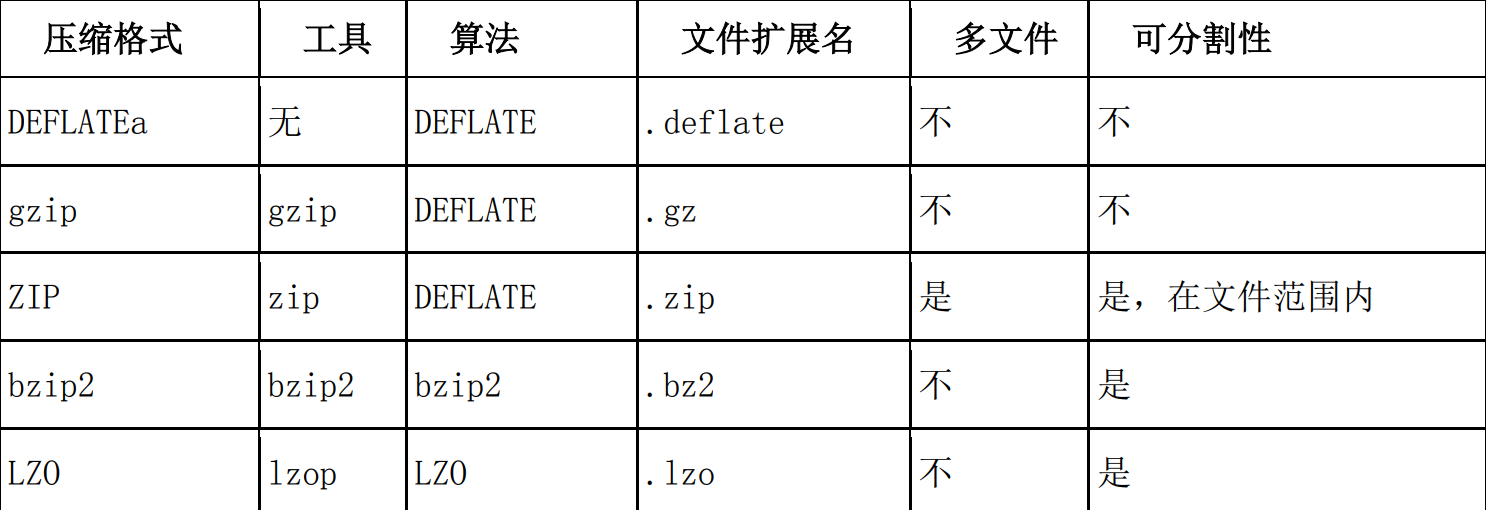 压缩格式 工具 算法 文件扩展名 多文件 可分割性
DEFLATEa 无 DEFLATE .deflate 不 不
gzip gzip DEFLATE .gz 不 不
ZIP zip DEFLATE .zip 是 是，在文件范围内
bzip2 bzip2 bzip2 .bz2 不 是
LZO lzop LZO .lzo 不 是